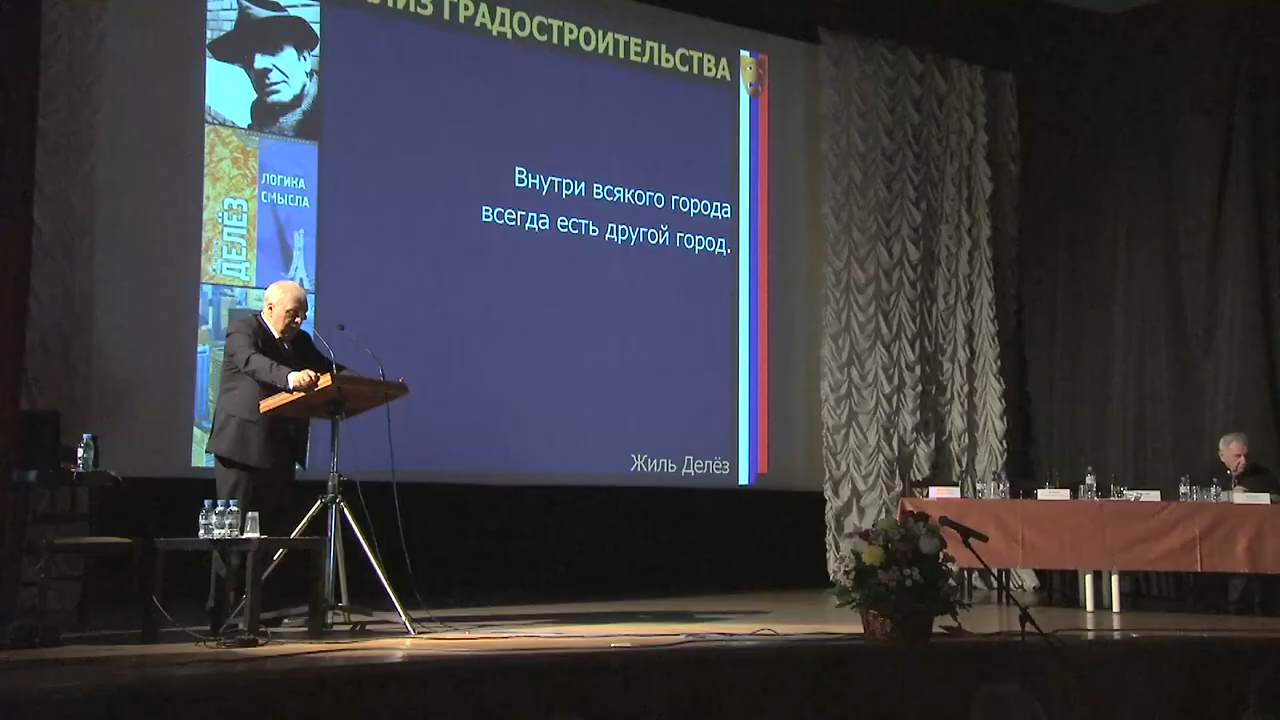 ГРАДОСТРОИТЕЛЬСТВА
ЛОГИКА
СМЫСЛА
ДЕЛЁЗ
Внутри всякого города
всегда есть другой город.
Жиль Делёз